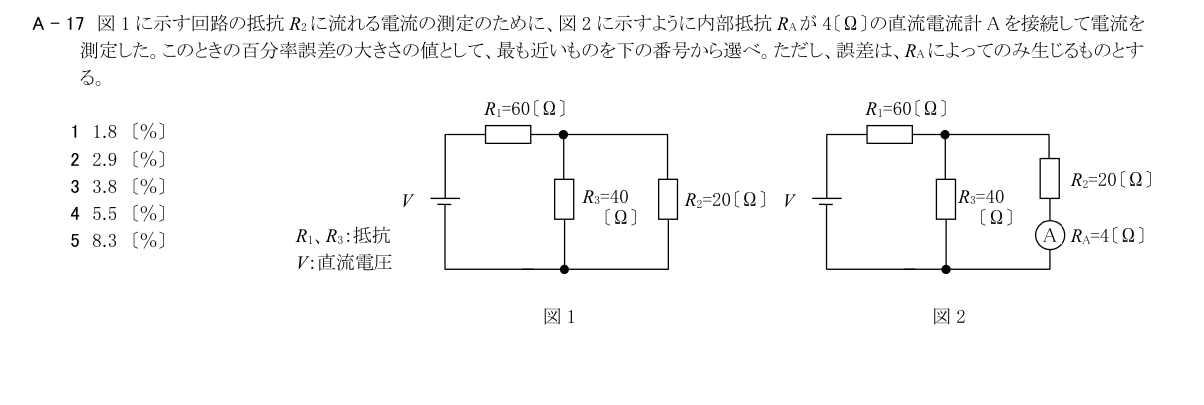 A－17 図1に示す回路の抵抗R₂に流れる電流の測定のために、図2に示すように内部抵抗RAが4〔Ω〕の直流電流計Aを接続して電流を
測定した。このときの百分率誤差の大きさの値として、最も近いものを下の番号から選べ。ただし、誤差は、RAによってのみ生じるものとす
る。
1 1.8 〔%〕
2 2.9 〔%〕
3 3.8 〔%〕
4 5.5 〔%〕
5 8.3 〔%〕
R₁=60〔Ω〕
V
R₃=40
〔Ω〕
R₂=20〔Ω〕
R₁、R₃:抵抗
V:直流電圧
図1
R₁=60〔Ω〕
V
R₃=40
〔Ω〕
R₂=20〔Ω〕
A RA=4〔Ω〕
図2